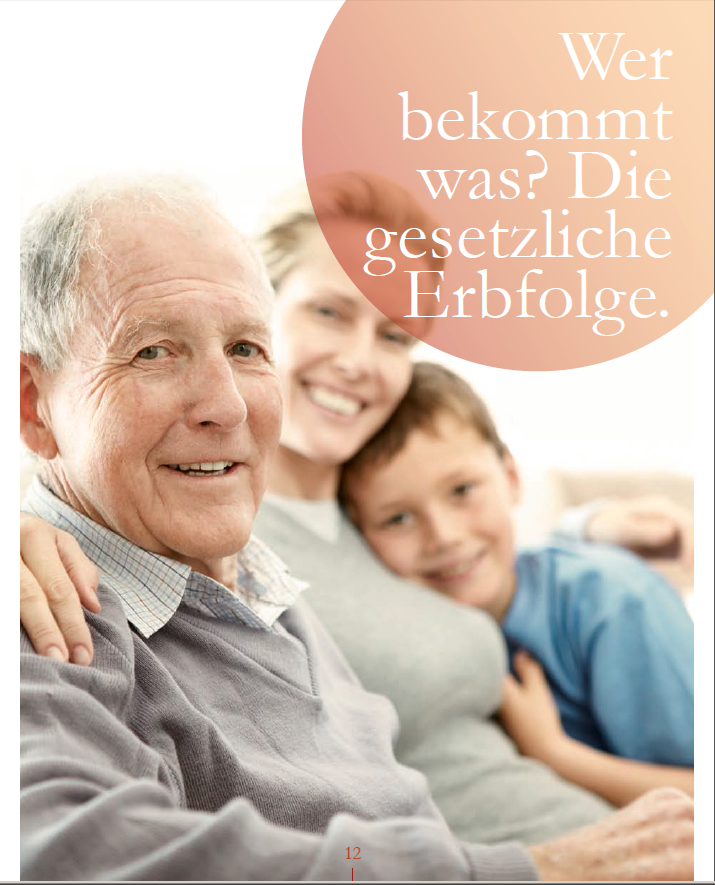 Wer
bekommt
was? Die
gesetzliche
Erbfolge.
12